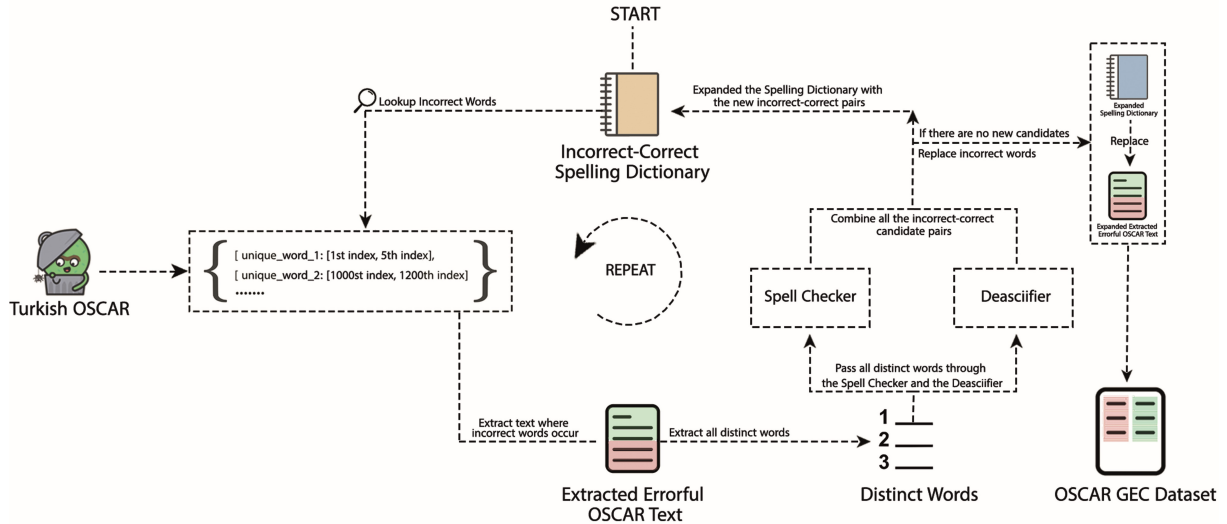 START
Lookup Incorrect Words
Incorrect-Correct
Spelling Dictionary
Expanded the Spelling Dictionary with
the new incorrect-correct pairs
If there are no new candidates
Replace incorrect words
Expanded
Spelling Dictionary
Replace
Expanded Extracted
Errorful OSCAR Text
Turkish OSCAR
{ [ unique_word_1: [1st index, 5th index],
[ unique_word_2: [1000st index, 1200th index]
....... }
REPEAT
Combine all the incorrect-correct
candidate pairs
Spell Checker
Deasciifier
Pass all distinct words through
the Spell Checker and the Deasciifier
Extract text where
incorrect words occur
Extracted Errorful
OSCAR Text
Extract all distinct words
1
2
3
Distinct Words
OSCAR GEC Dataset